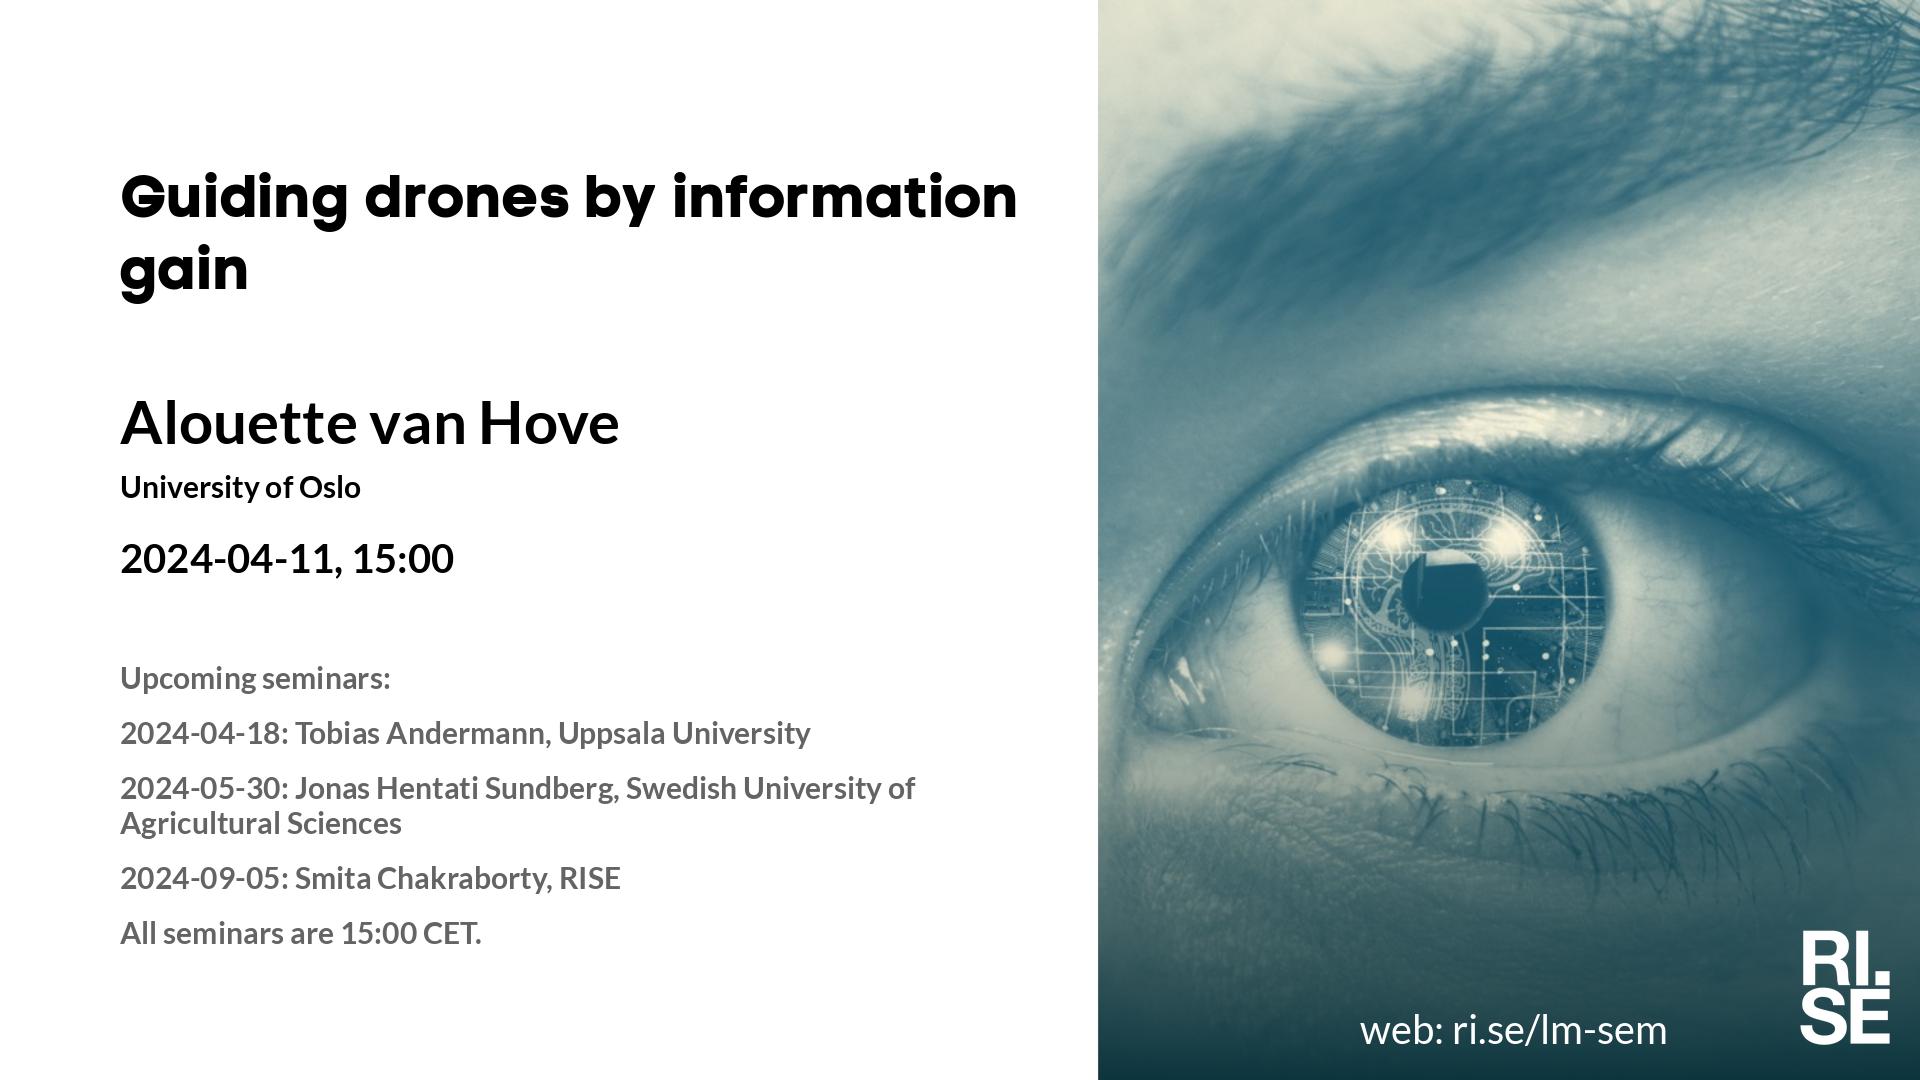 Guiding drones by information
gain
Alouette van Hove
University of Oslo
2024-04-11, 15:00
Upcoming seminars:
2024-04-18: Tobias Andermann, Uppsala University
2024-05-30: Jonas Hentati Sundberg, Swedish University of
Agricultural Sciences
2024-09-05: Smita Chakraborty, RISE
All seminars are 15:00 CET.
web: ri.se/lm-sem
RI.
SE